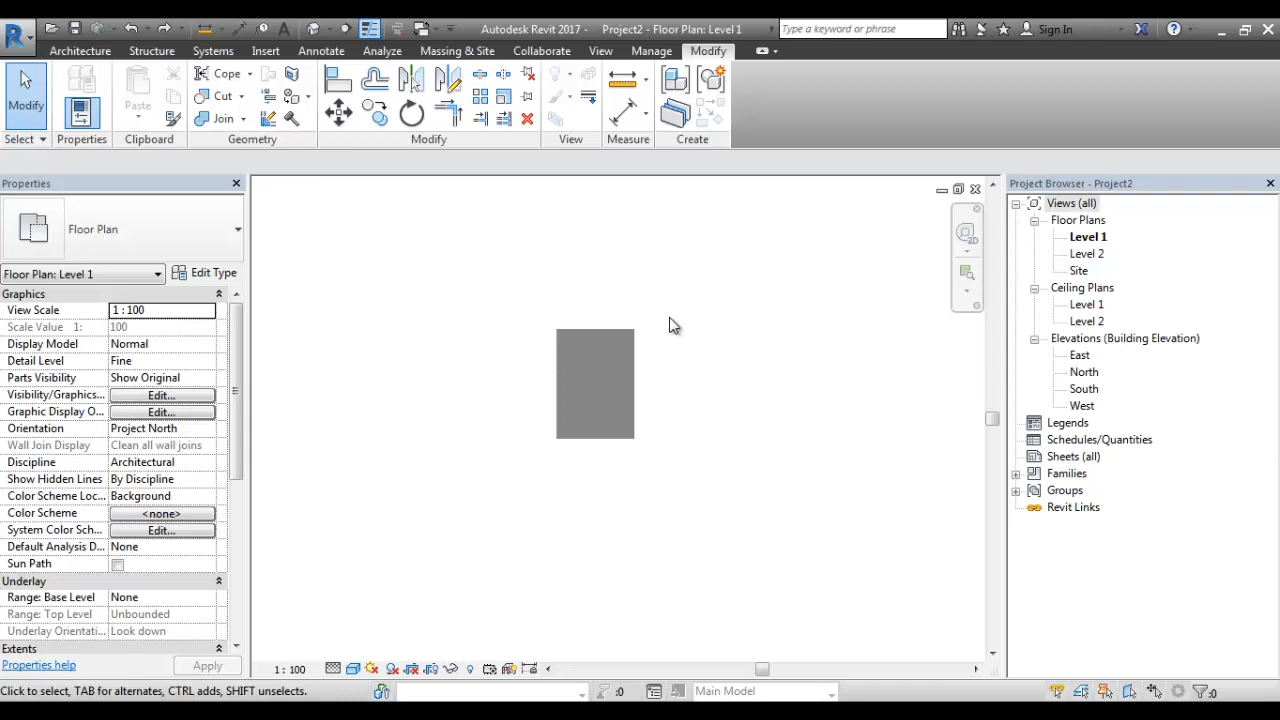 Autodesk Revit 2017 - Project2 - Floor Plan: Level 1
Type a keyword or phrase
Sign In
Architecture Structure Systems Insert Annotate Analyze Massing & Site Collaborate View Manage Modify
Modify
Paste
Cope
Cut
Join
Select Properties Clipboard Geometry Modify View Measure Create
Properties
Floor Plan
Floor Plan: Level 1 Edit Type
Graphics
View Scale 1 : 100
Scale Value 1: 100
Display Model Normal
Detail Level Fine
Parts Visibility Show Original
Visibility/Graphics... Edit...
Graphic Display O... Edit...
Orientation Project North
Wall Join Display Clean all wall joins
Discipline Architectural
Show Hidden Lines By Discipline
Color Scheme Loc... Background
Color Scheme <none>
System Color Sch... Edit...
Default Analysis D... None
Sun Path
Underlay
Range: Base Level None
Range: Top Level Unbounded
Underlay Orientati... Look down
Extents
Properties help Apply
2D
1 : 100
Project Browser - Project2
Views (all)
Floor Plans
Level 1
Level 2
Site
Ceiling Plans
Level 1
Level 2
Elevations (Building Elevation)
East
North
South
West
Legends
Schedules/Quantities
Sheets (all)
Families
Groups
Revit Links
Click to select, TAB for alternates, CTRL adds, SHIFT unselects.
:0
Main Model
:0